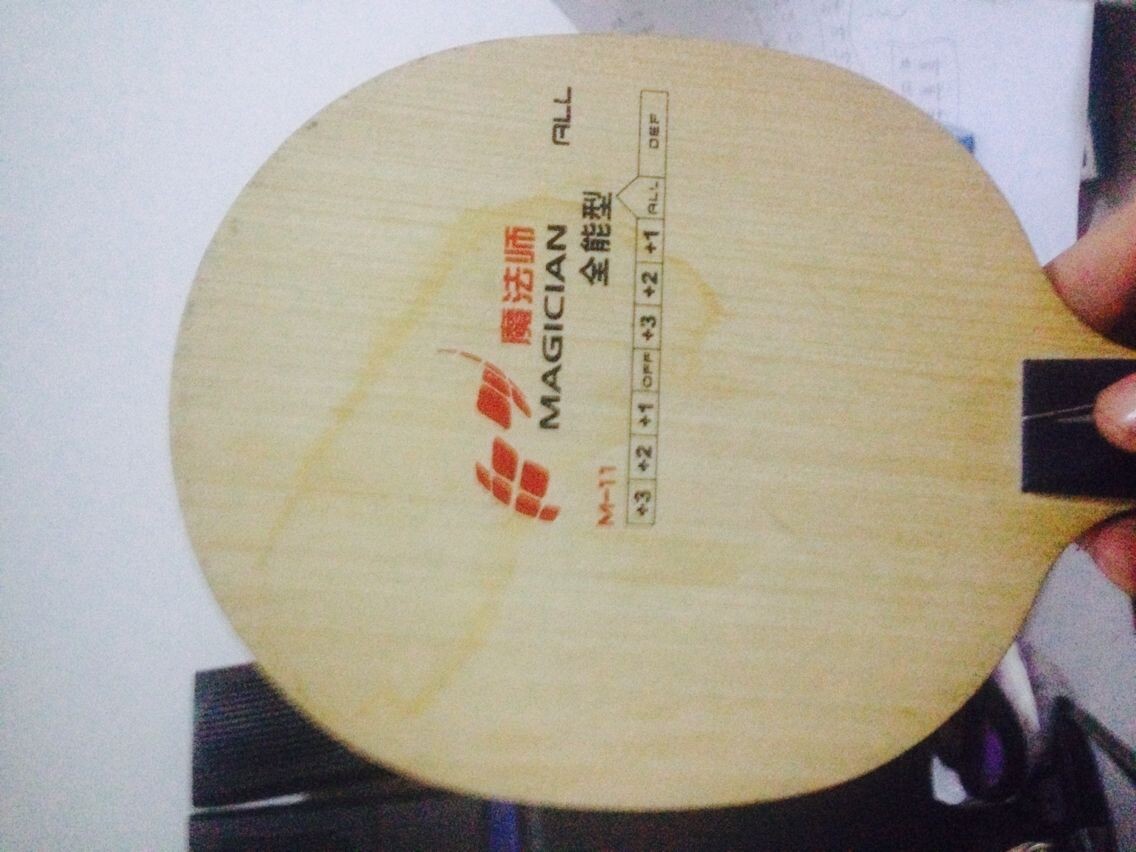 魔法师
MAGICIAN ALL
M-11 全能型
+3 +2 +1 OFF +3 +2 +1 ALL DEF